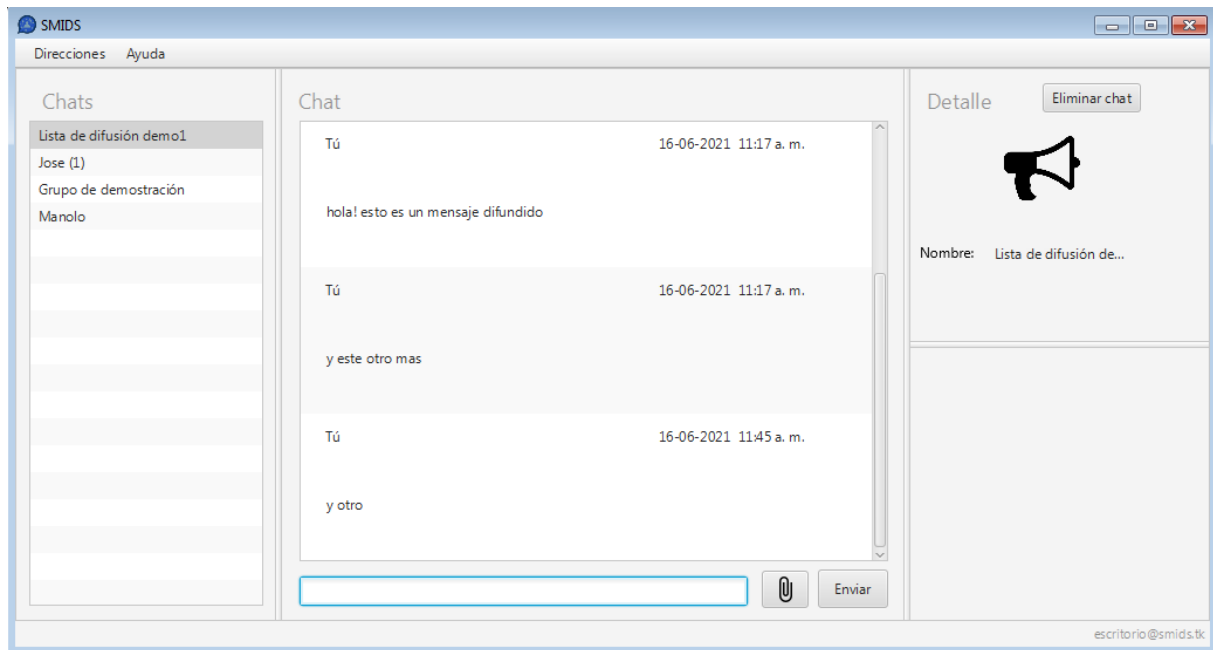 SMIDS
Direcciones Ayuda
Chats
Lista de difusión demo1
Jose (1)
Grupo de demostración
Manolo
Chat
Tú 16-06-2021 11:17 a. m.
hola! esto es un mensaje difundido
Tú 16-06-2021 11:17 a. m.
y este otro mas
Tú 16-06-2021 11:45 a. m.
y otro
Enviar
Detalle Eliminar chat
Nombre: Lista de difusión de...
escritorio@smids.tk